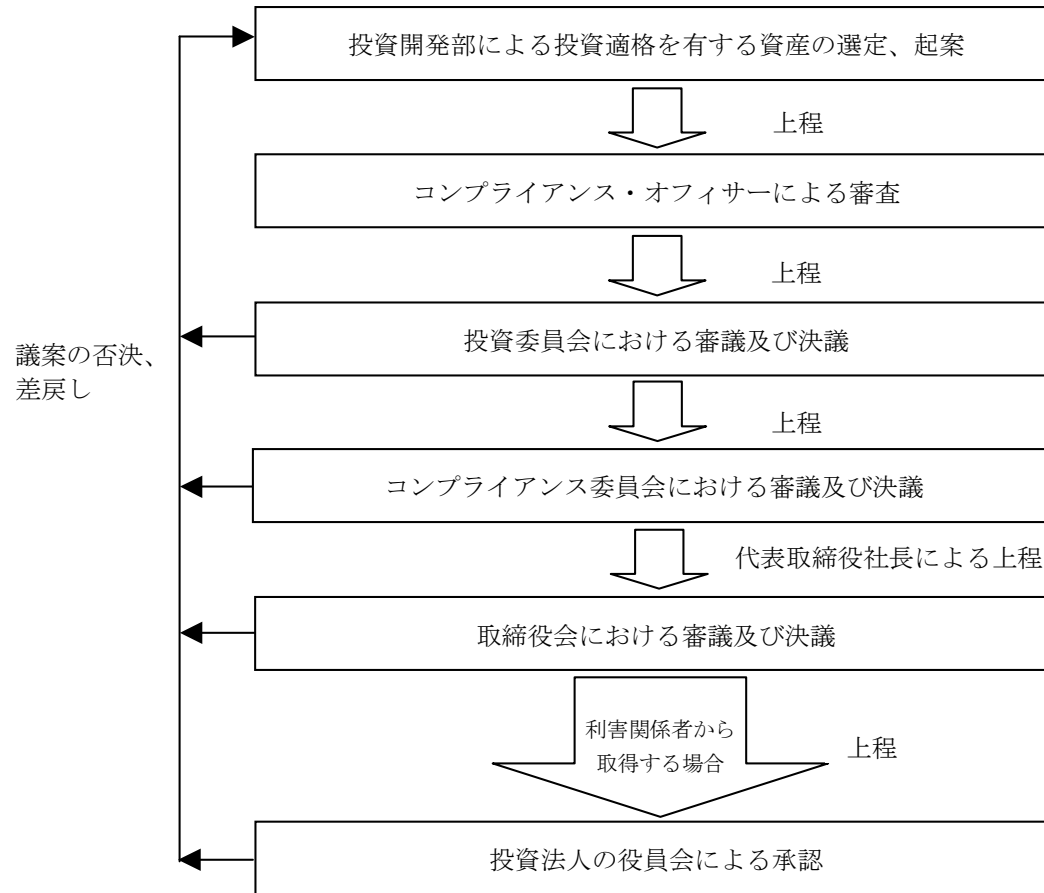 投資開発部による投資適格を有する資産の選定、起案
上程
コンプライアンス・オフィサーによる審査
上程
投資委員会における審議及び決議
議案の否決、
差戻し
上程
コンプライアンス委員会における審議及び決議
代表取締役社長による上程
取締役会における審議及び決議
利害関係者から
取得する場合
上程
投資法人の役員会による承認